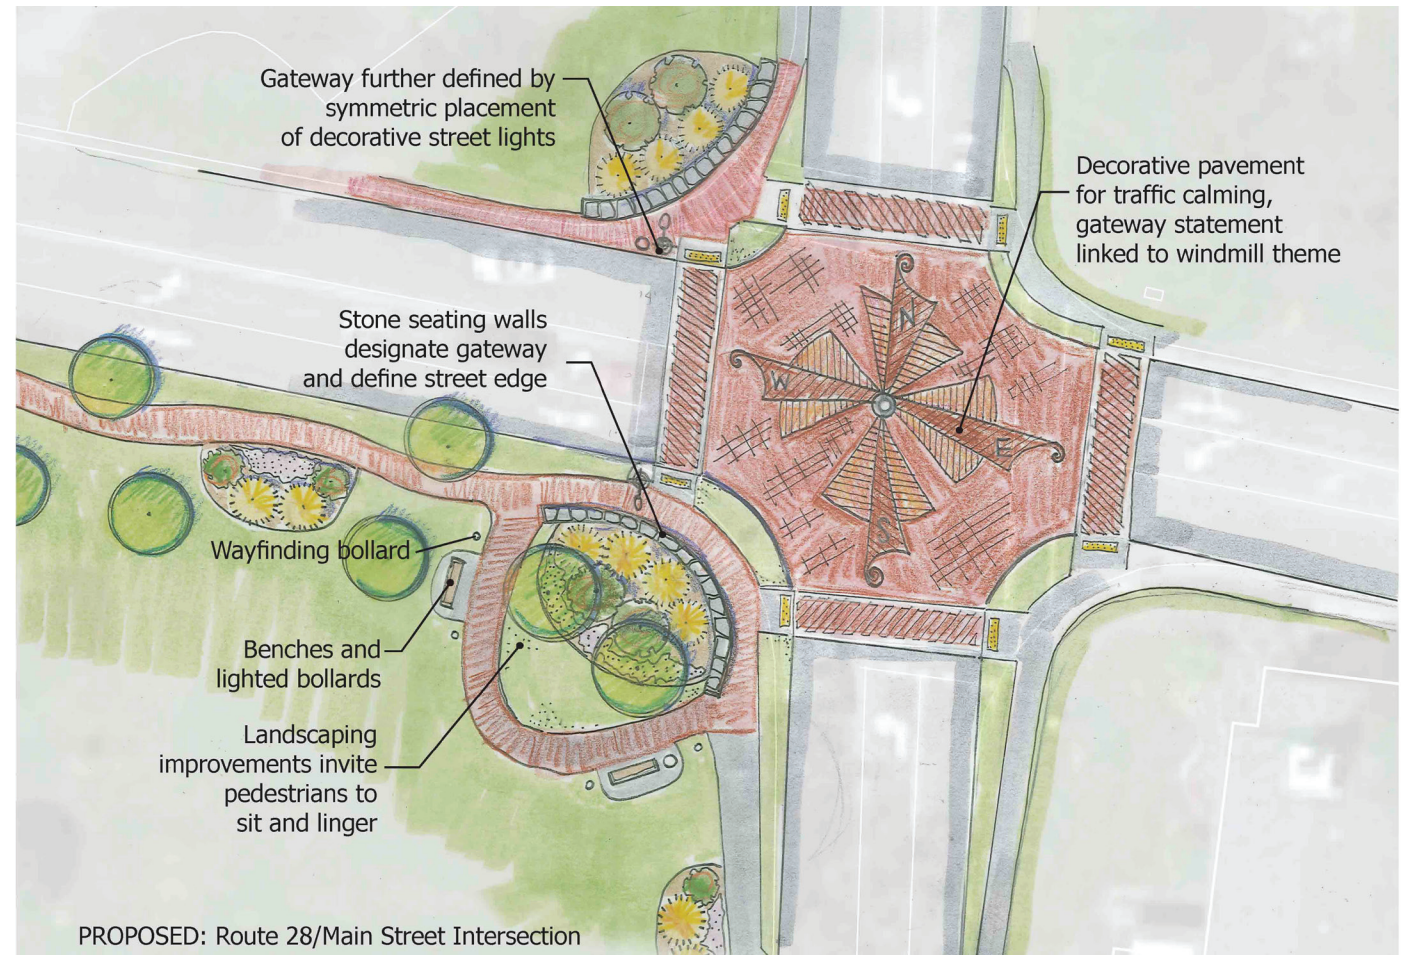 Gateway further defined by
symmetric placement
of decorative street lights
Decorative pavement
for traffic calming,
gateway statement
linked to windmill theme
Stone seating walls
designate gateway
and define street edge
N
W
E
S
Wayfinding bollard
Benches and
lighted bollards
Landscaping
improvements invite
pedestrians to
sit and linger
PROPOSED: Route 28/Main Street Intersection